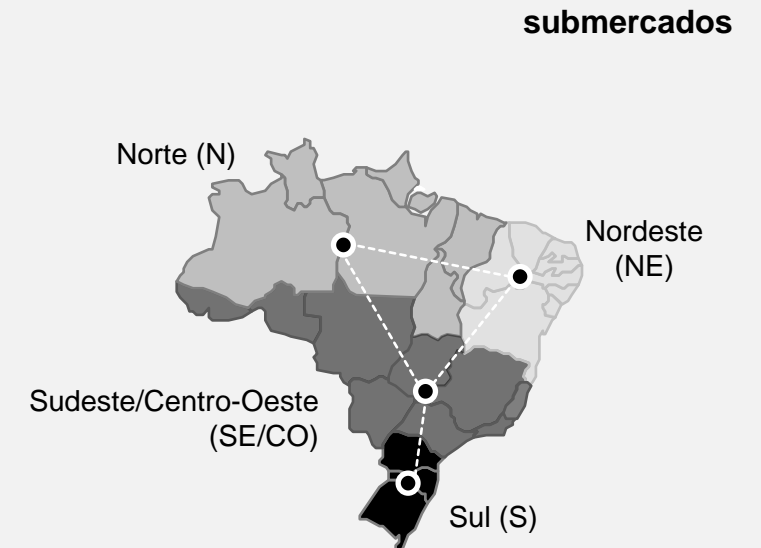 submercados
Norte (N)
Nordeste
(NE)
Sudeste/Centro-Oeste
(SE/CO)
Sul (S)